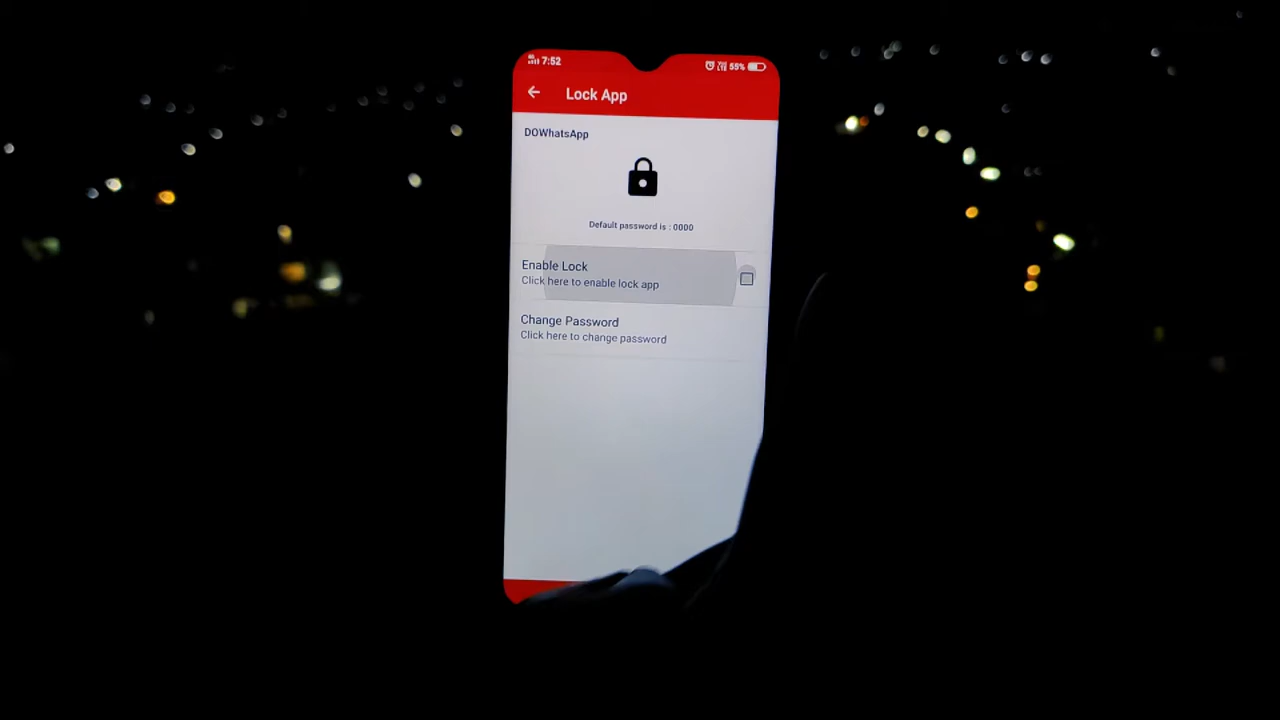 7:52
55%
Lock App
DOWhatsApp
Default password is : 0000
Enable Lock
Click here to enable lock app
Change Password
Click here to change password